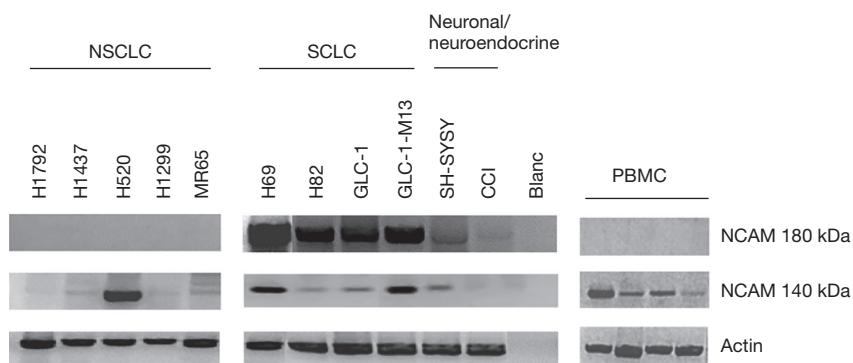 Neuronal/
neuroendocrine
NSCLC
SCLC
H1792
H1437
H520
H1299
MR65
H69
H82
GLC-1
GLC-1-M13
SH-SYSY
CCI
Blanc
PBMC
NCAM 180 kDa
NCAM 140 kDa
Actin